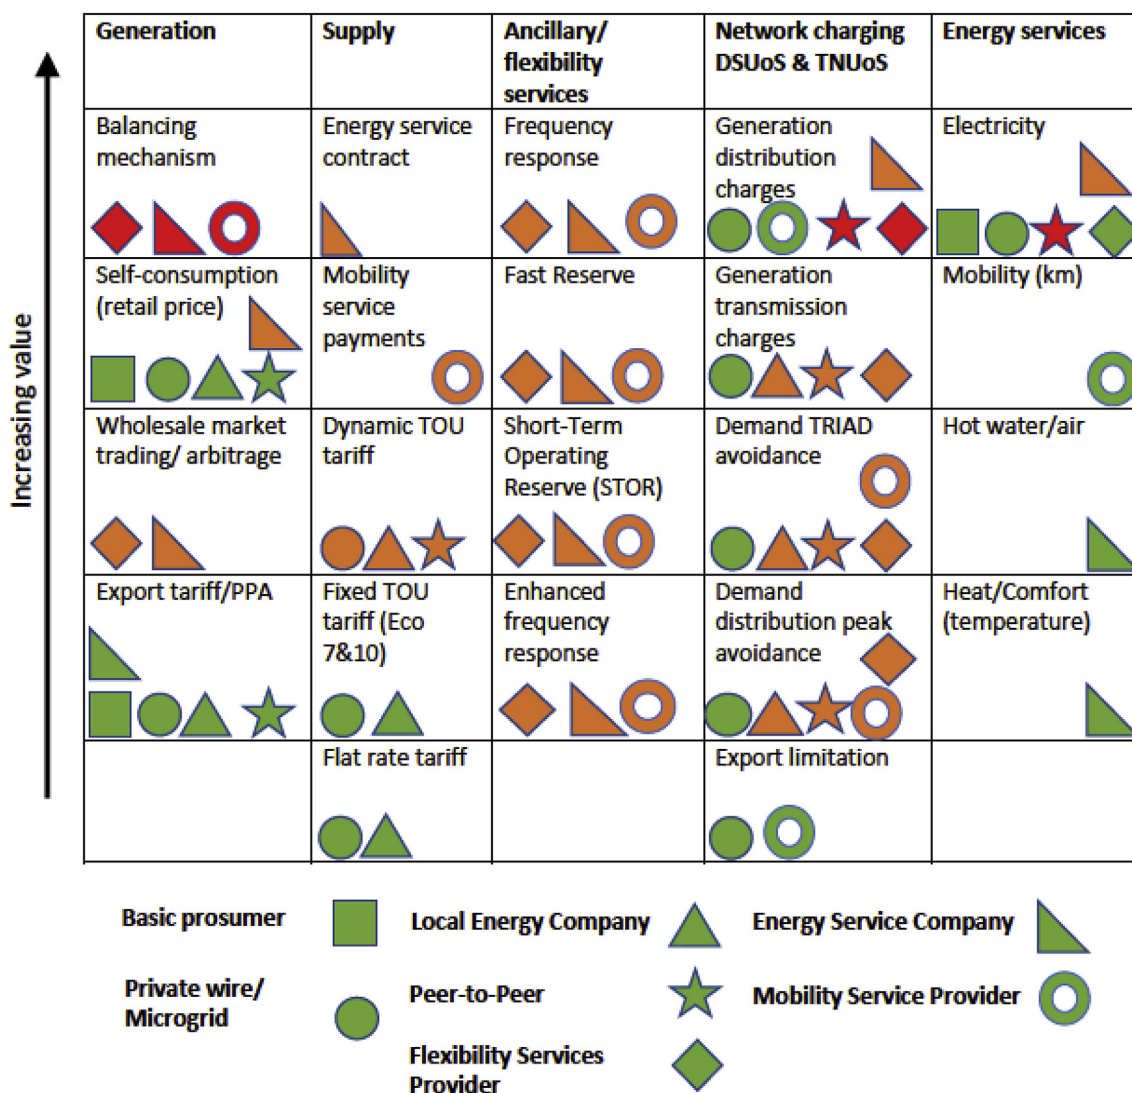 Generation
Supply
Ancillary/
flexibility
services
Network charging
DSUoS & TNUoS
Energy services
Increasing value
Balancing
mechanism
Energy service
contract
Frequency
response
Generation
distribution
charges
Electricity
Self-consumption
(retail price)
Mobility
service
payments
Fast Reserve
Generation
transmission
charges
Mobility (km)
Wholesale market
trading/ arbitrage
Dynamic TOU
tariff
Short-Term
Operating
Reserve (STOR)
Demand TRIAD
avoidance
Hot water/air
Export tariff/PPA
Fixed TOU
tariff (Eco
7&10)
Enhanced
frequency
response
Demand
distribution peak
avoidance
Heat/Comfort
(temperature)
Flat rate tariff
Export limitation
Basic prosumer
Local Energy Company
Energy Service Company
Private wire/
Microgrid
Peer-to-Peer
Mobility Service Provider
Flexibility Services
Provider